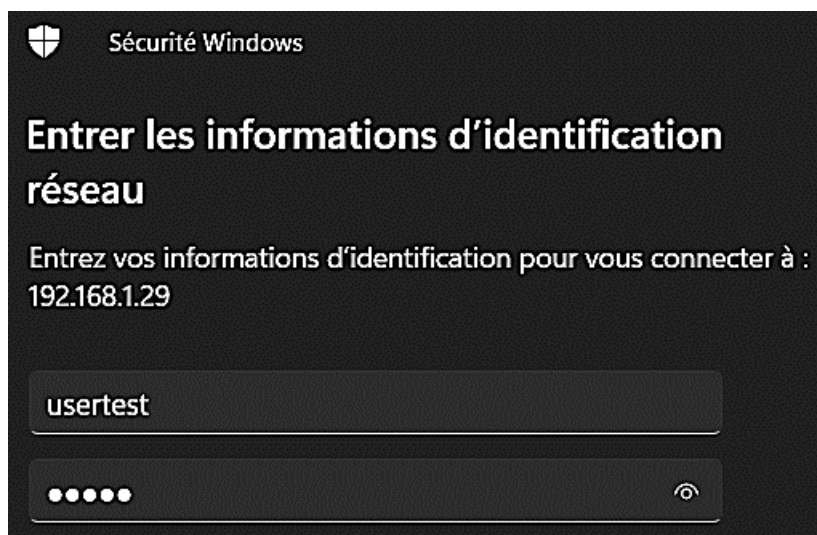 Sécurité Windows
Entrer les informations d’identification
réseau
Entrez vos informations d’identification pour vous connecter à :
192.168.1.29
usertest
●●●●●